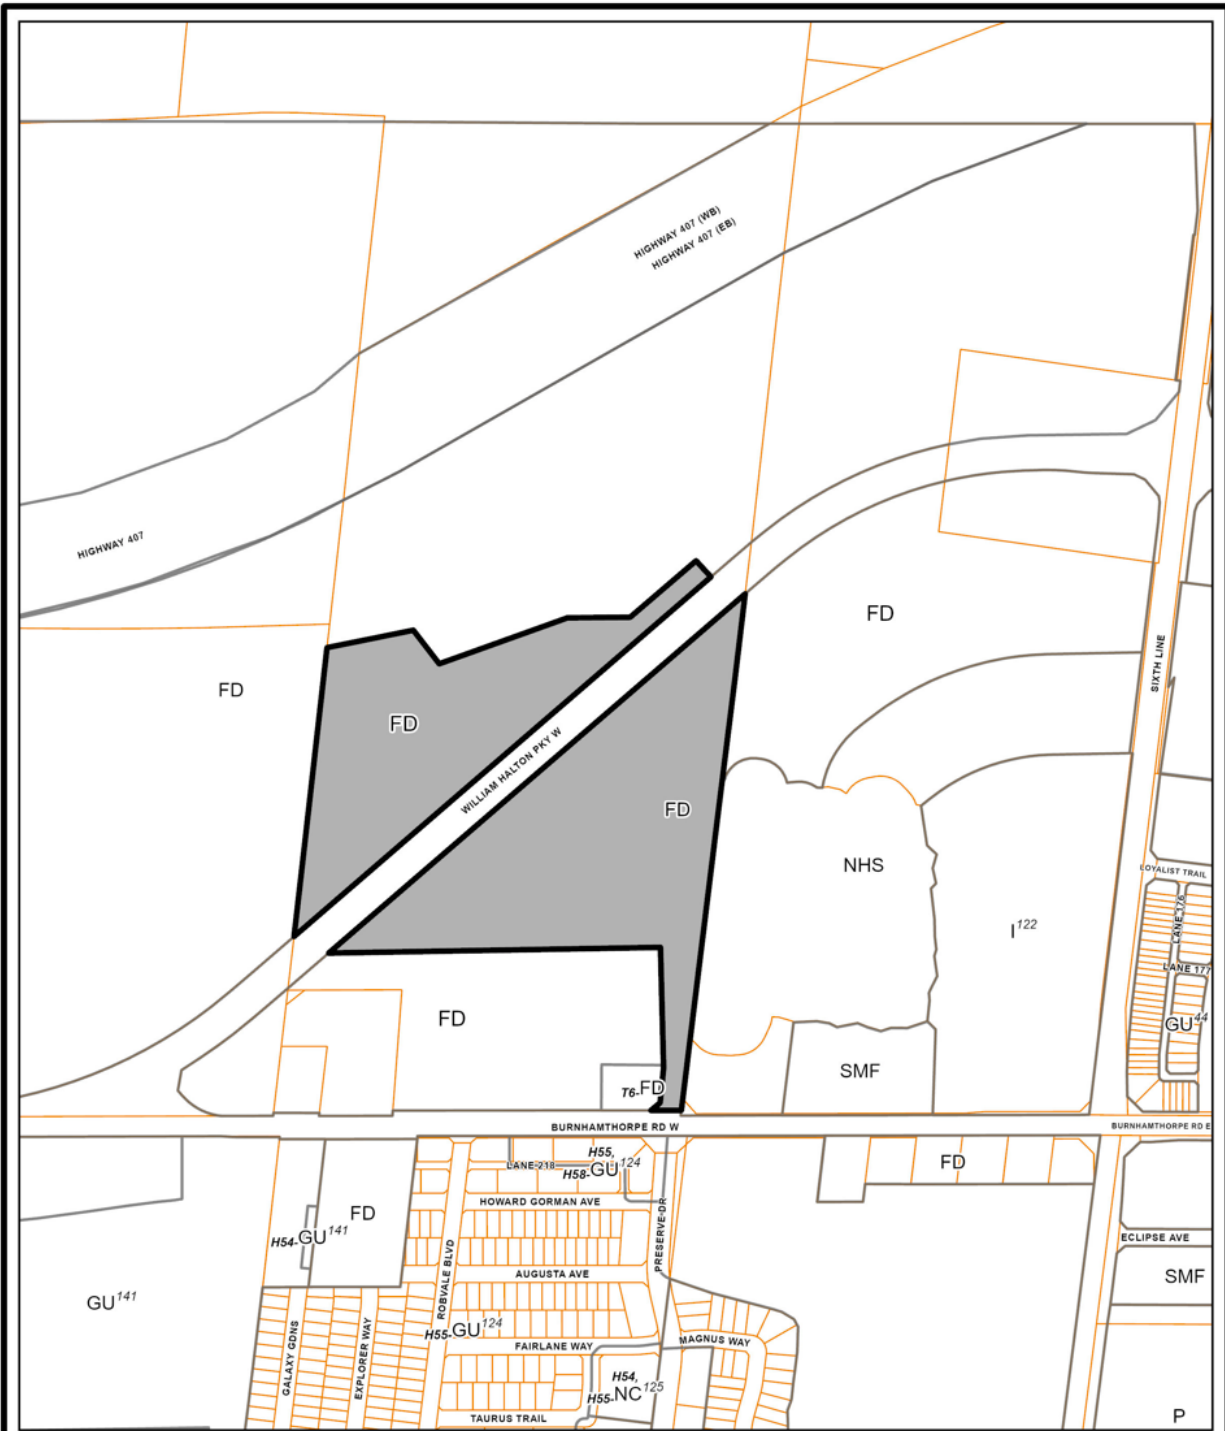 HIGHWAY 407 (WB)
HIGHWAY 407 (EB)
HIGHWAY 407
FD
FD
FD
SIXTH LINE
FD
WILLIAM HALTON PKY W
FD
NHS
LOYALIST TRAIL
LANE 176
I122
LANE 177
FD
GU44
SMF
T6-FD
BURNHAMTHORPE RD W
BURNHAMTHORPE RD E
H55,
H58-GU124
LANE 218
FD
HOWARD GORMAN AVE
FD
PRESERVE DR
H54-GU141
ECLIPSE AVE
ROBVALE BLVD
AUGUSTA AVE
SMF
GU141
H55-GU124
FAIRLANE WAY
MAGNUS WAY
GALAXY GDNS
EXPLORER WAY
H54,
H55-NC125
TAURUS TRAIL
P